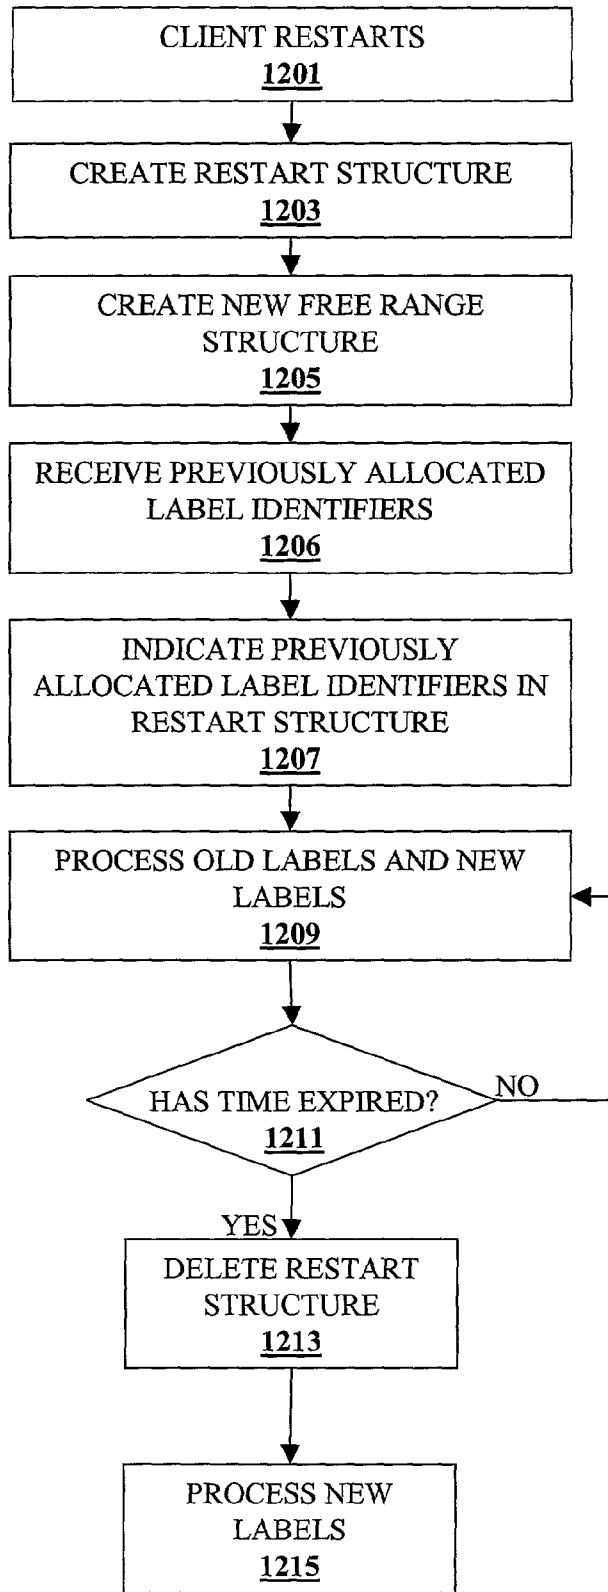 CLIENT RESTARTS
1201
CREATE RESTART STRUCTURE
1203
CREATE NEW FREE RANGE
STRUCTURE
1205
RECEIVE PREVIOUSLY ALLOCATED
LABEL IDENTIFIERS
1206
INDICATE PREVIOUSLY
ALLOCATED LABEL IDENTIFIERS IN
RESTART STRUCTURE
1207
PROCESS OLD LABELS AND NEW
LABELS
1209
HAS TIME EXPIRED?
1211
NO
YES
DELETE RESTART
STRUCTURE
1213
PROCESS NEW
LABELS
1215